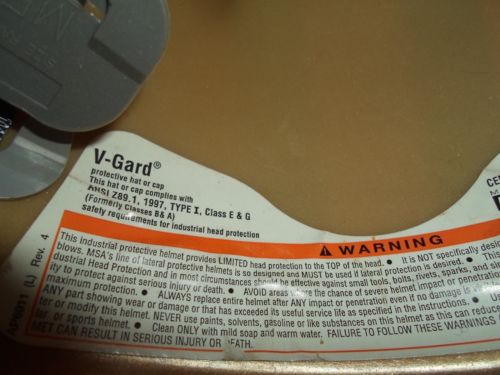 V-Gard®
protective hat or cap
This hat or cap complies with
ANSI Z89.1, 1997, TYPE I, Class E & G
(Formerly Classes B & A)
safety requirements for industrial head protection
CE
⚠ WARNING
This industrial protective helmet provides LIMITED head protection to the TOP of the head. • It is NOT specifically
blows. MSA's line of lateral protective helmets is so designed and MUST be used if lateral protection is desired. • This
dustrial Head Protection and in most circumstances should be effective against small tools, bolts, rivets, sparks, and
ity to protect against serious injury or death. • AVOID areas where the chance of severe helmet impact or
maximum protection. • ALWAYS replace entire helmet after ANY impact or penetration even if no damage is
ANY part showing wear or damage or that has exceeded its useful service life as specified in the instruction. •
ter or modify this helmet. NEVER use paints, solvents, gasoline or like substances on this helmet as this can
lar or sports helmet. • Clean ONLY with mild soap and warm water. FAILURE TO FOLLOW THESE WARNINGS
MET CAN RESULT IN SERIOUS INJURY OR DEATH.
(L) Rev. 4